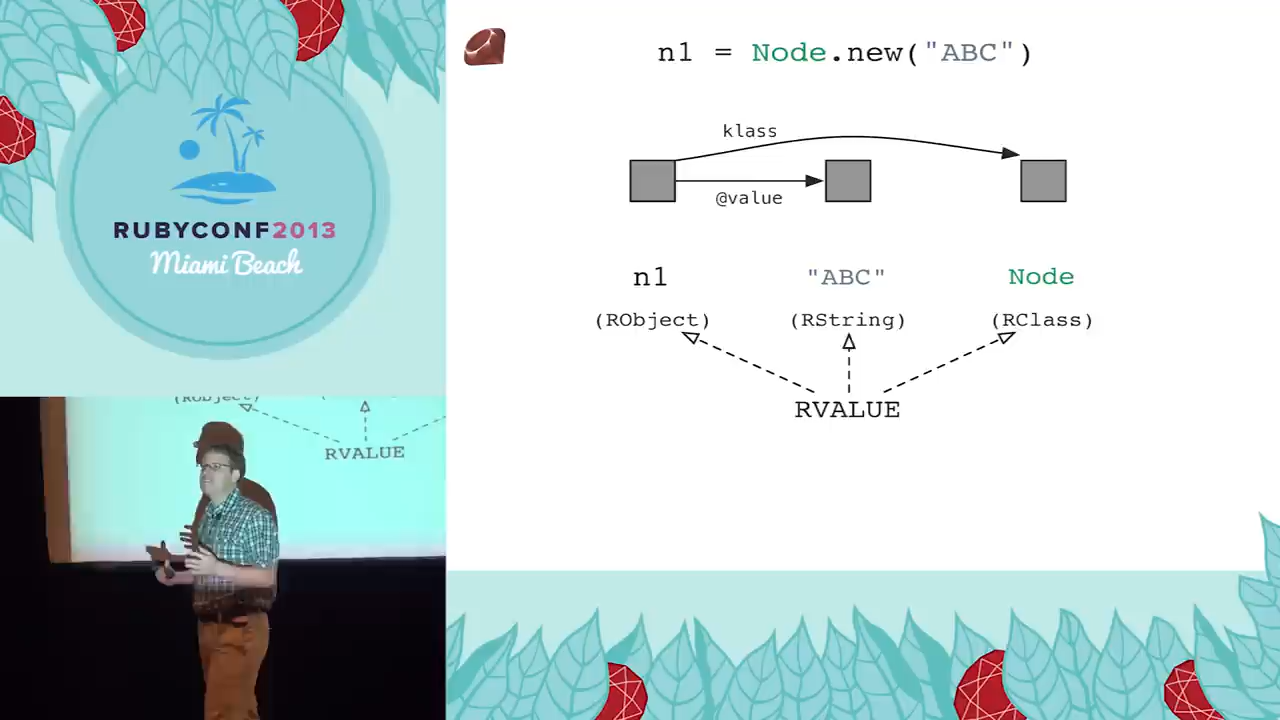 RUBYCONF2013
Miami Beach
n1 = Node.new("ABC")
klass
@value
n1 "ABC" Node
(RObject) (RString) (RClass)
RVALUE
(RObject)
RVALUE